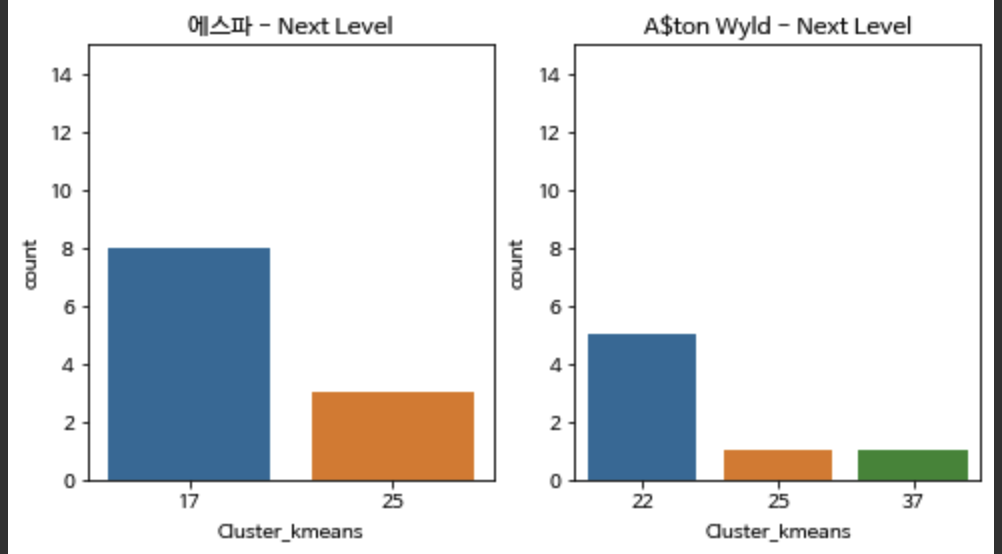 에스파 - Next Level
14
12
10
8
6
4
2
0
count
17 25
Cluster_kmeans
A$ton Wyld - Next Level
14
12
10
8
6
4
2
0
count
22 25 37
Cluster_kmeans